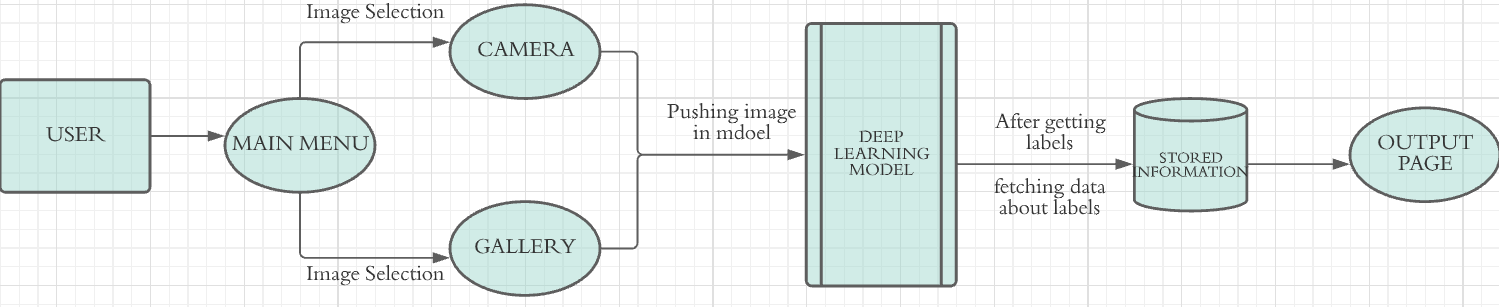 USER
MAIN MENU
Image Selection
CAMERA
Image Selection
GALLERY
Pushing image
in mdoel
DEEP
LEARNING
MODEL
After getting
labels
fetching data
about labels
STORED
INFORMATION
OUTPUT
PAGE